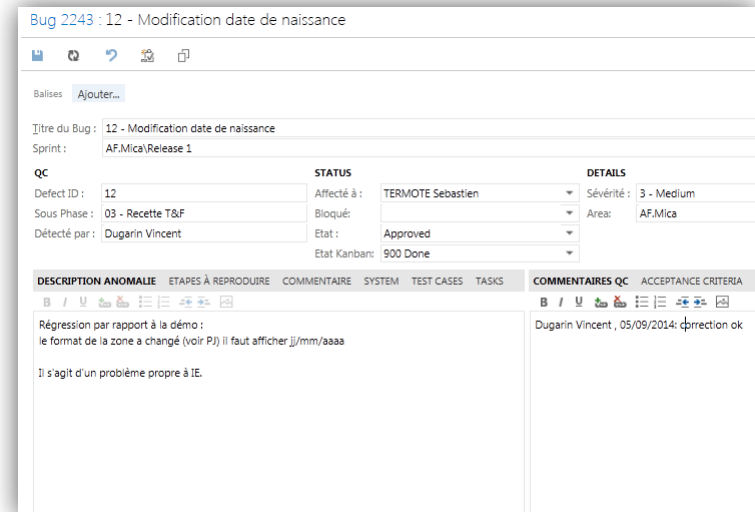 Bug 2243 : 12 - Modification date de naissance
Balises Ajouter...
Titre du Bug : 12 - Modification date de naissance
Sprint : AF.Mica\Release 1
QC STATUS DETAILS
Defect ID : 12 Affecté à : TERMOTE Sebastien Sévérité : 3 - Medium
Sous Phase : 03 - Recette T&F Bloqué: Area: AF.Mica
Détecté par : Dugarin Vincent Etat : Approved
Etat Kanban: 900 Done
DESCRIPTION ANOMALIE ETAPES À REPRODUIRE COMMENTAIRE SYSTEM TEST CASES TASKS COMMENTAIRES QC ACCEPTANCE CRITERIA
B I U B I U
Régression par rapport à la démo : Dugarin Vincent , 05/09/2014: correction ok
le format de la zone a changé (voir PJ) il faut afficher jj/mm/aaaa
Il s'agit d'un problème propre à IE.